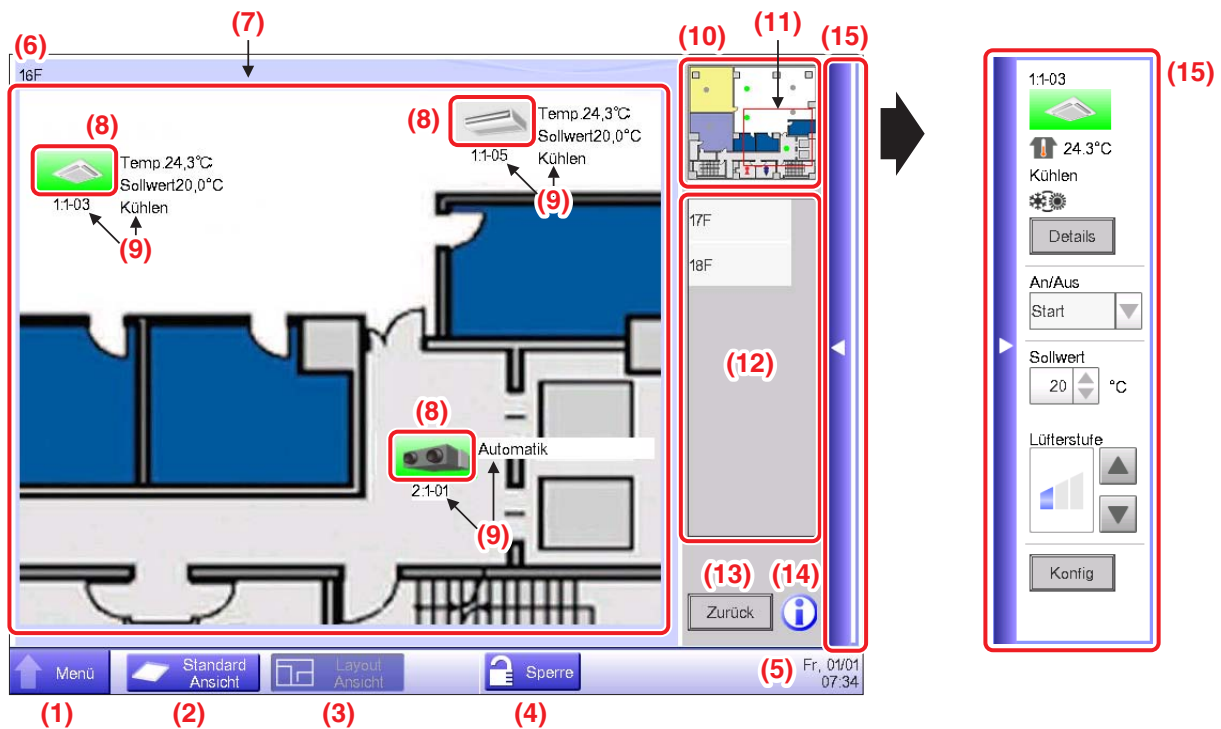 (7)
(11)
(6)
(10)
(15)
16F
(8)
Temp.24,3°C
Sollwert20,0°C
Kühlen
1:1-03
(9)
(8)
Temp.24,3°C
Sollwert20,0°C
Kühlen
1:1-05
(9)
(8)
Automatik
2:1-01
(9)
17F
18F
(12)
(13)
(14)
Zurück
Menü
Standard
Ansicht
Layout
Ansicht
Sperre
(5)
Fr, 01/01
07:34
(1)
(2)
(3)
(4)
(15)
1:1-03
24.3°C
Kühlen
Details
An/Aus
Start
Sollwert
20 °C
Lüfterstufe
Konfig